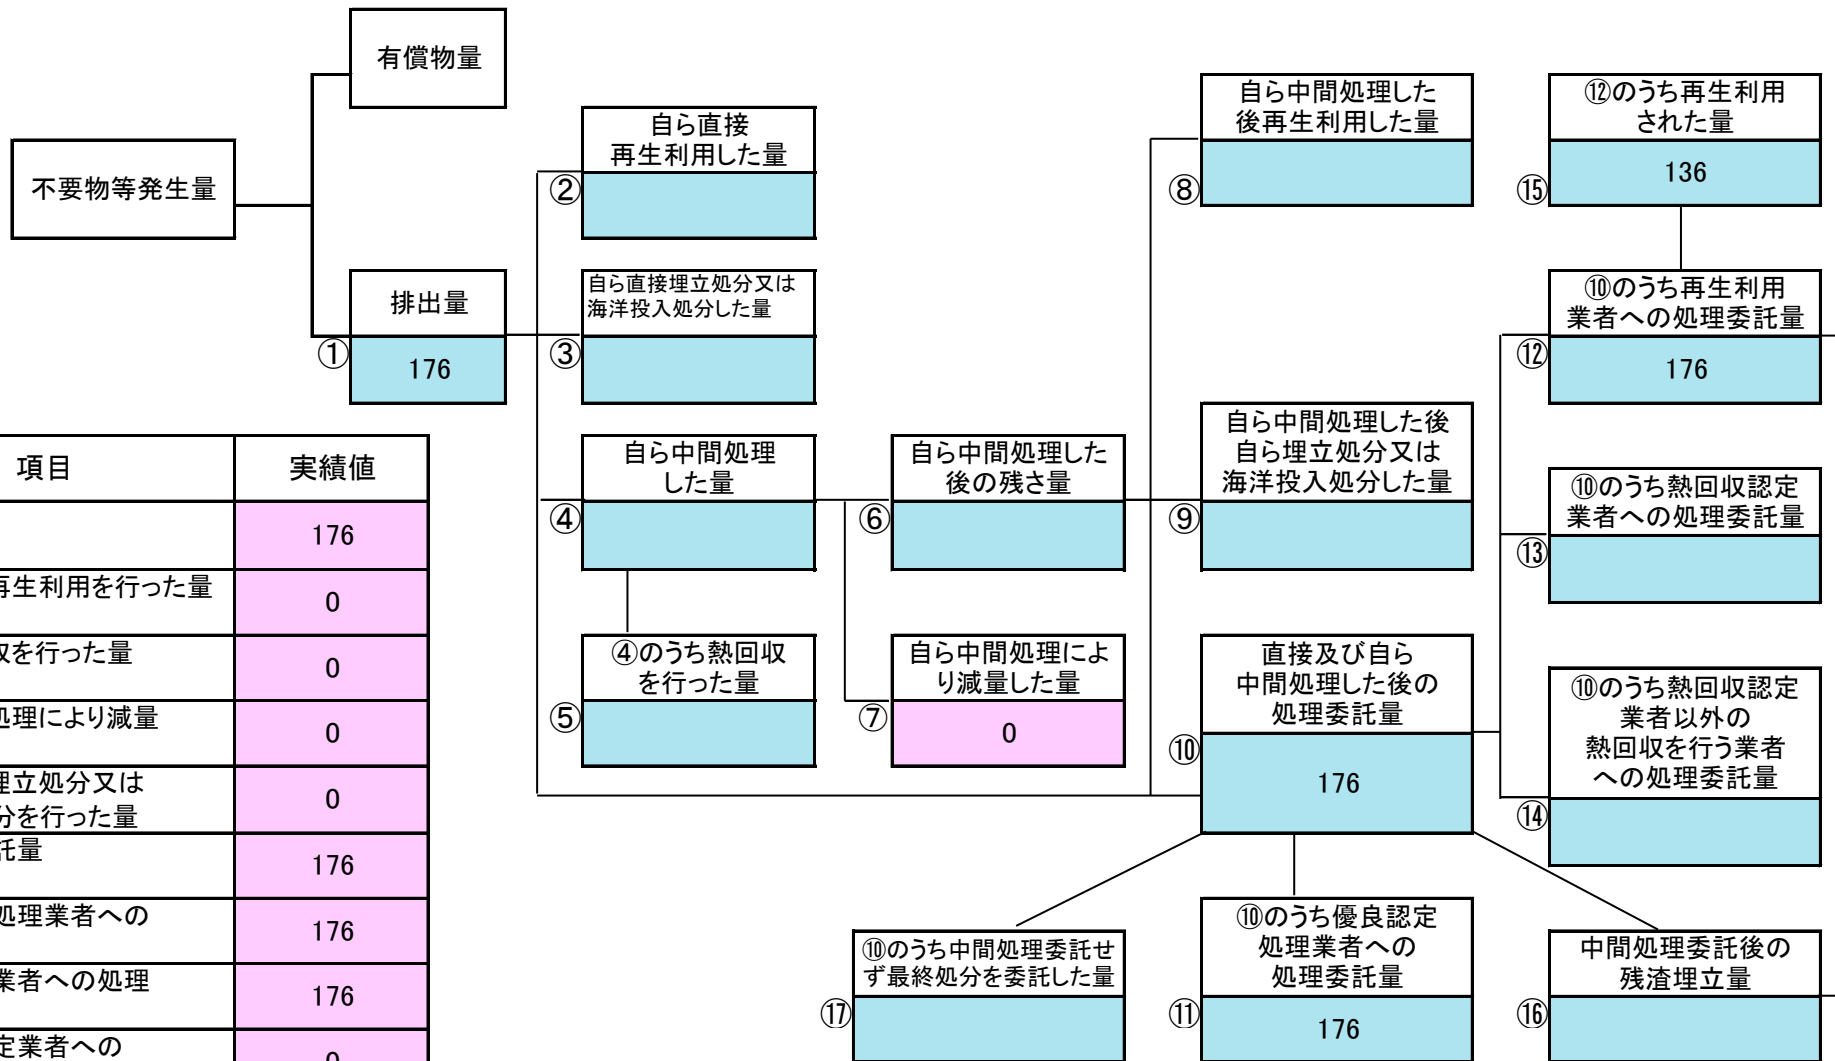 有償物量
不要物等発生量
排出量
①
176
自ら直接
再生利用した量
②
自ら直接埋立処分又は
海洋投入処分した量
③
自ら中間処理
した量
④
④のうち熱回収
を行った量
⑤
自ら中間処理した
後の残さ量
⑥
自ら中間処理によ
り減量した量
⑦
0
自ら中間処理した
後再生利用した量
⑧
自ら中間処理した後
自ら埋立処分又は
海洋投入処分した量
⑨
直接及び自ら
中間処理した後の
処理委託量
⑩
176
⑫のうち再生利用
された量
⑮
136
⑩のうち再生利用
業者への処理委託量
⑫
176
⑩のうち熱回収認定
業者への処理委託量
⑬
⑩のうち熱回収認定
業者以外の
熱回収を行う業者
への処理委託量
⑭
⑩のうち中間処理委託せ
ず最終処分を委託した量
⑰
⑩のうち優良認定
処理業者への
処理委託量
⑪
176
中間処理委託後の
残渣埋立量
⑯
項目
実績値
176
再生利用を行った量
0
を行った量
0
処理により減量
0
埋立処分又は
分を行った量
0
託量
176
処理業者への
176
業者への処理
176
定業者への